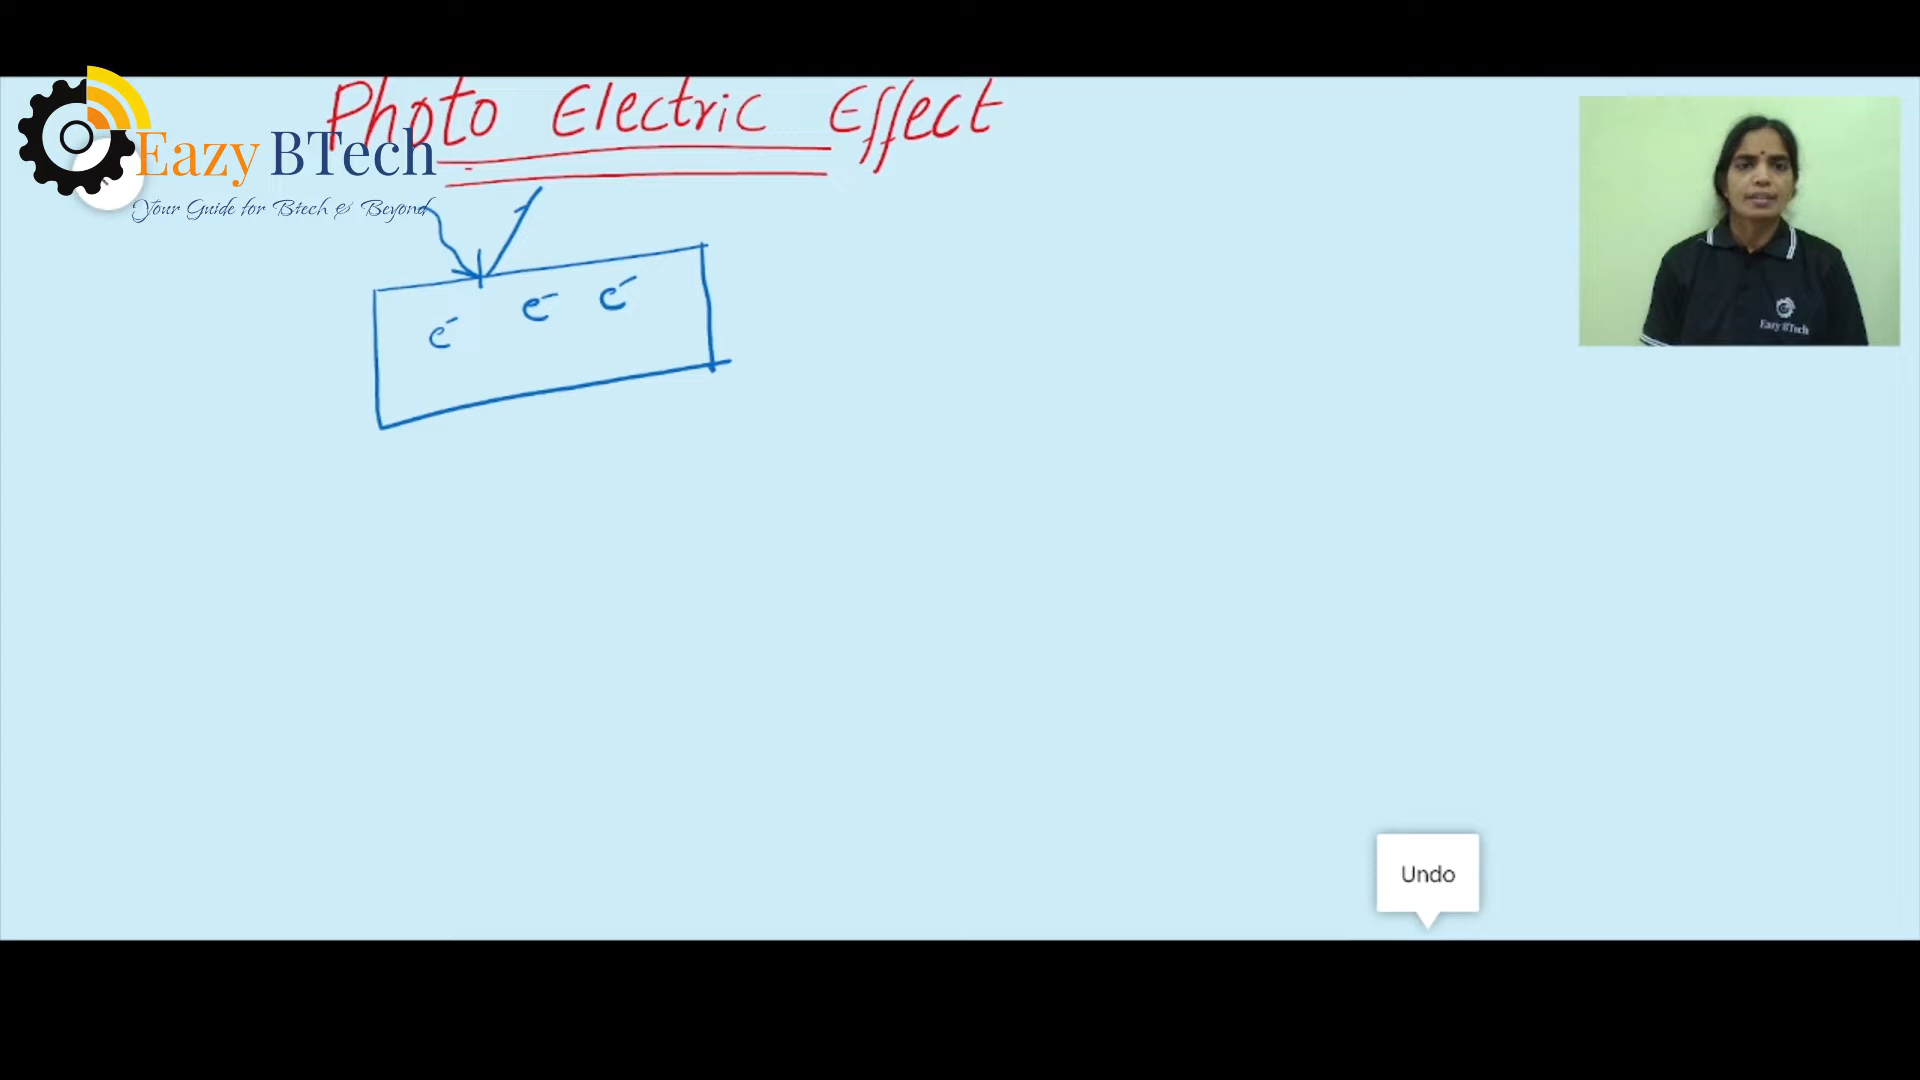 Photo Electric Effect
Eazy BTech
Your Guide for Btech & Beyond
e⁻ e⁻ e⁻
Eazy BTech
Undo